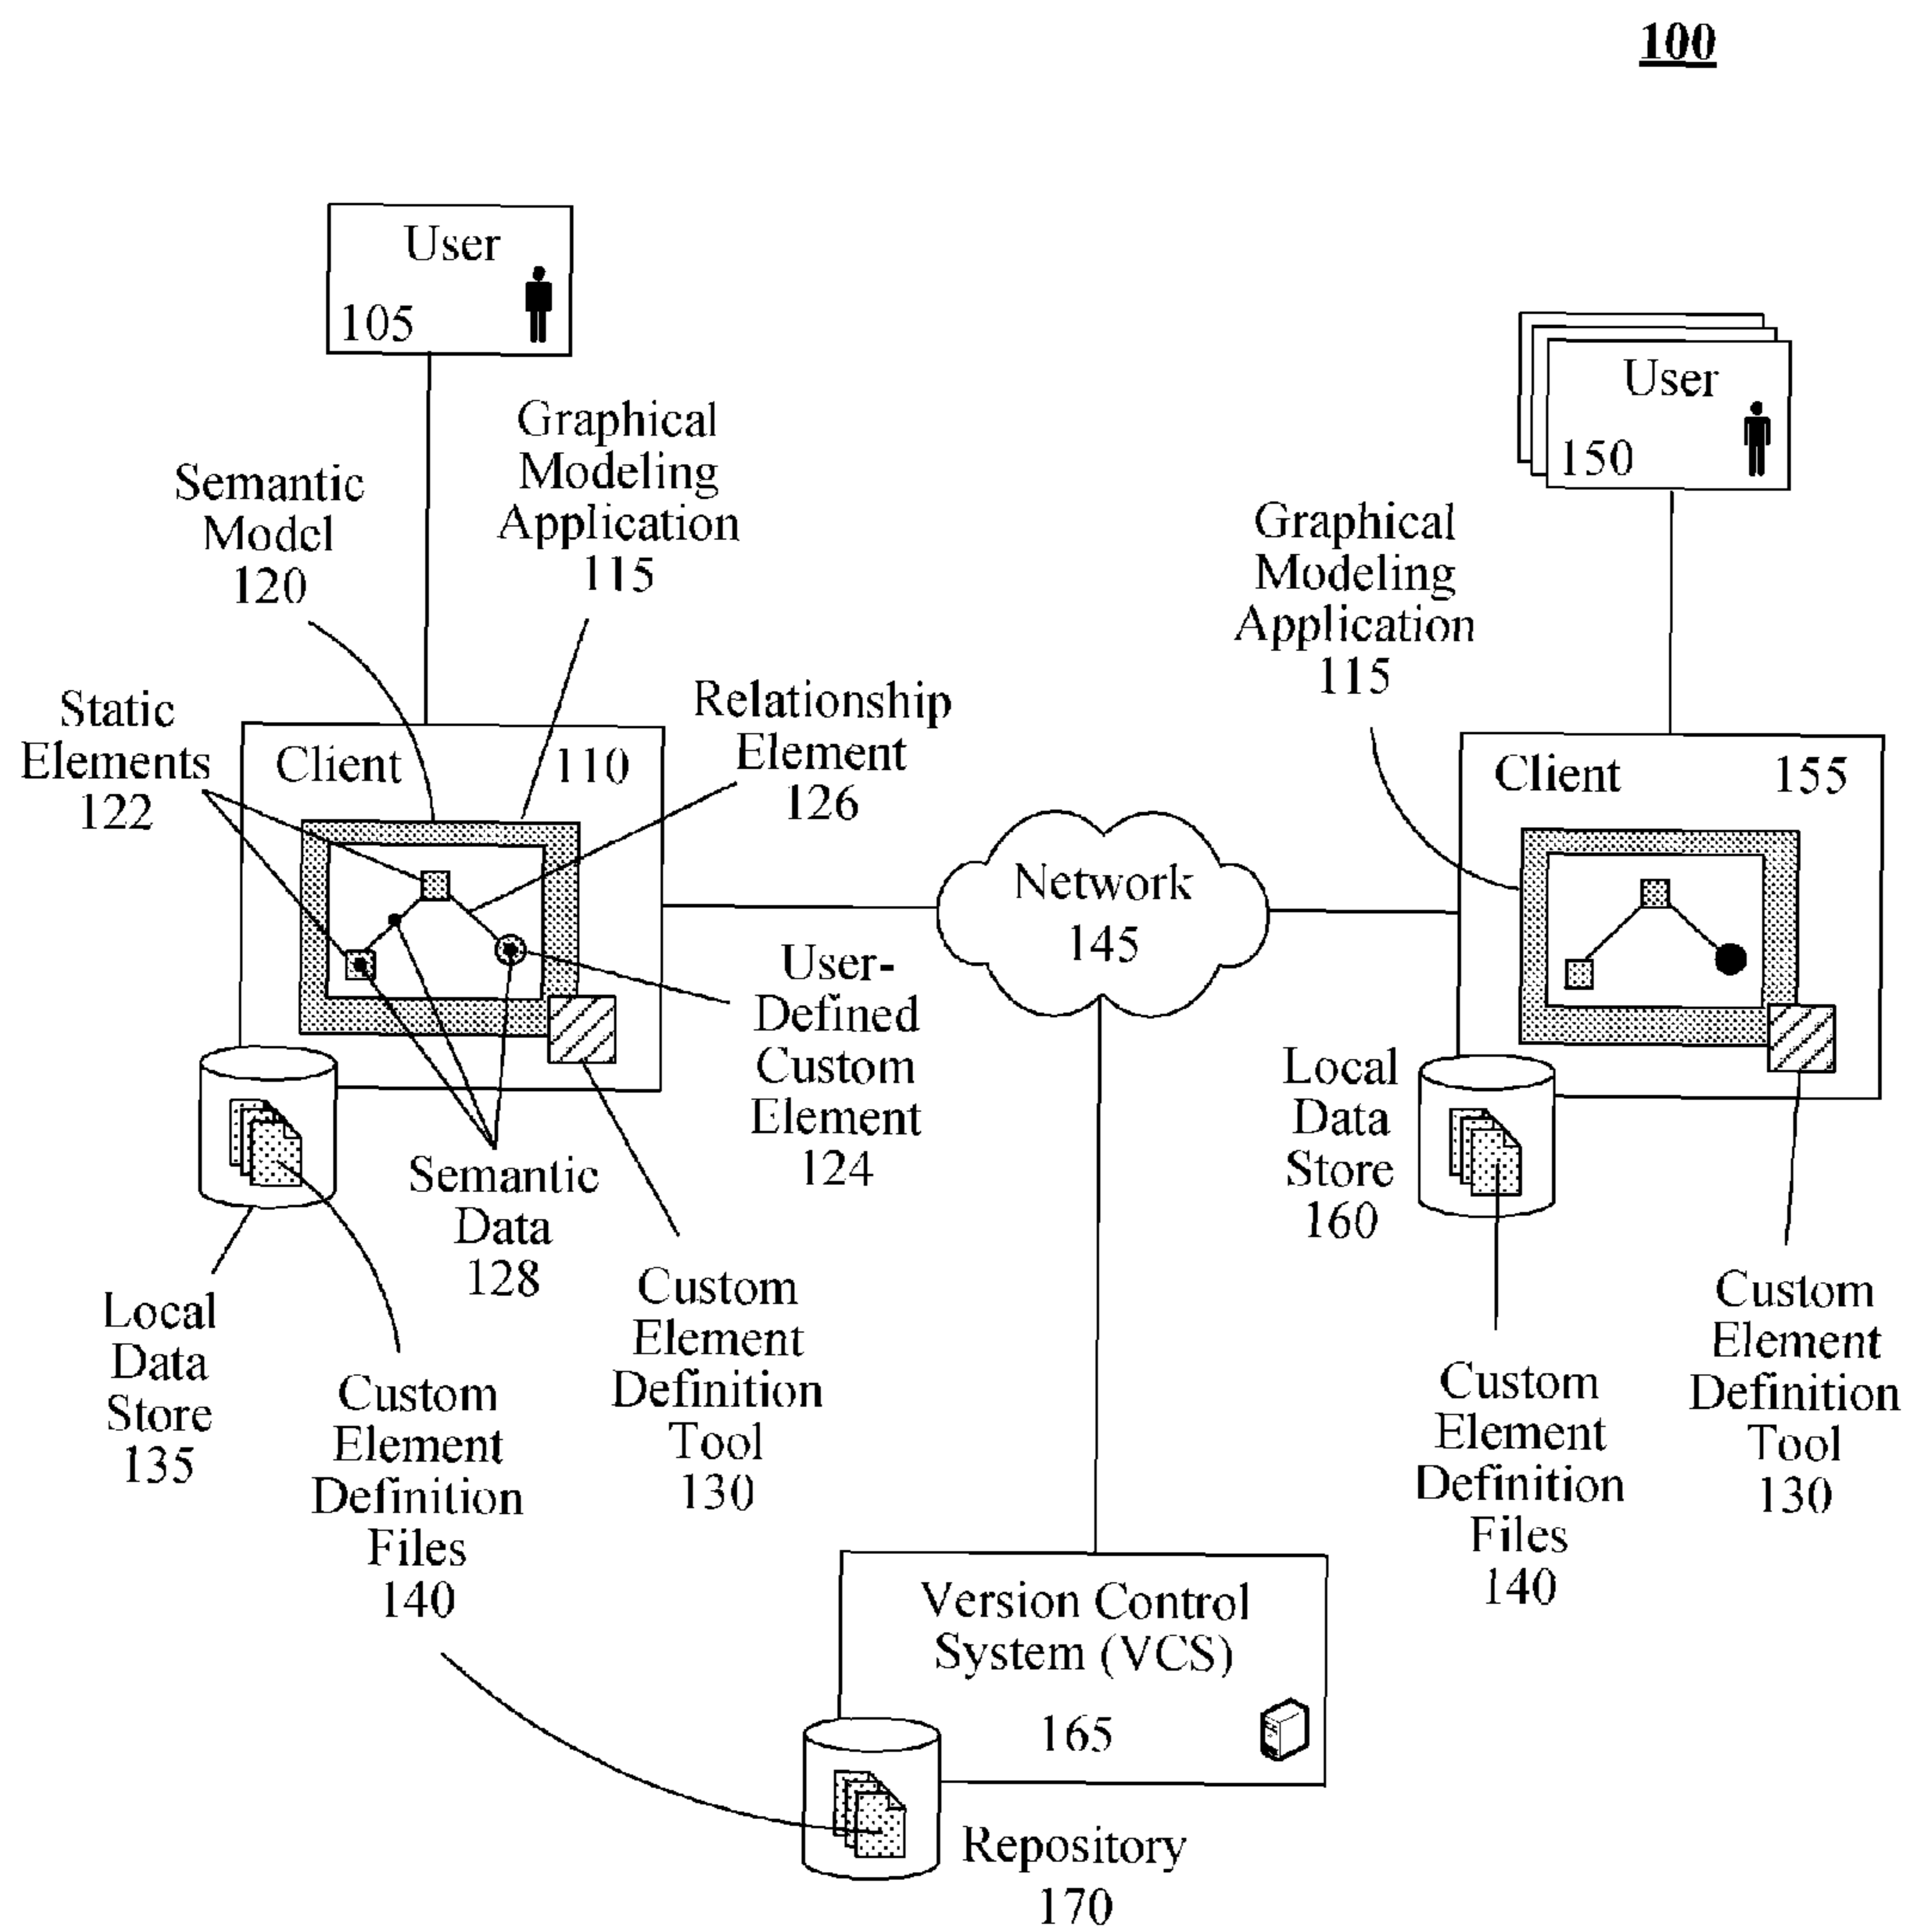 100
User
105
User
150
Graphical
Modeling
Application
115
Semantic
Model
120
Graphical
Modeling
Application
115
Static
Elements
122
Relationship
Element
126
Client 110
Client 155
Network
145
User-
Defined
Custom
Element
124
Local
Data
Store
160
Semantic
Data
128
Local
Data
Store
135
Custom
Element
Definition
Files
140
Custom
Element
Definition
Tool
130
Custom
Element
Definition
Files
140
Custom
Element
Definition
Tool
130
Version Control
System (VCS)
165
Repository
170